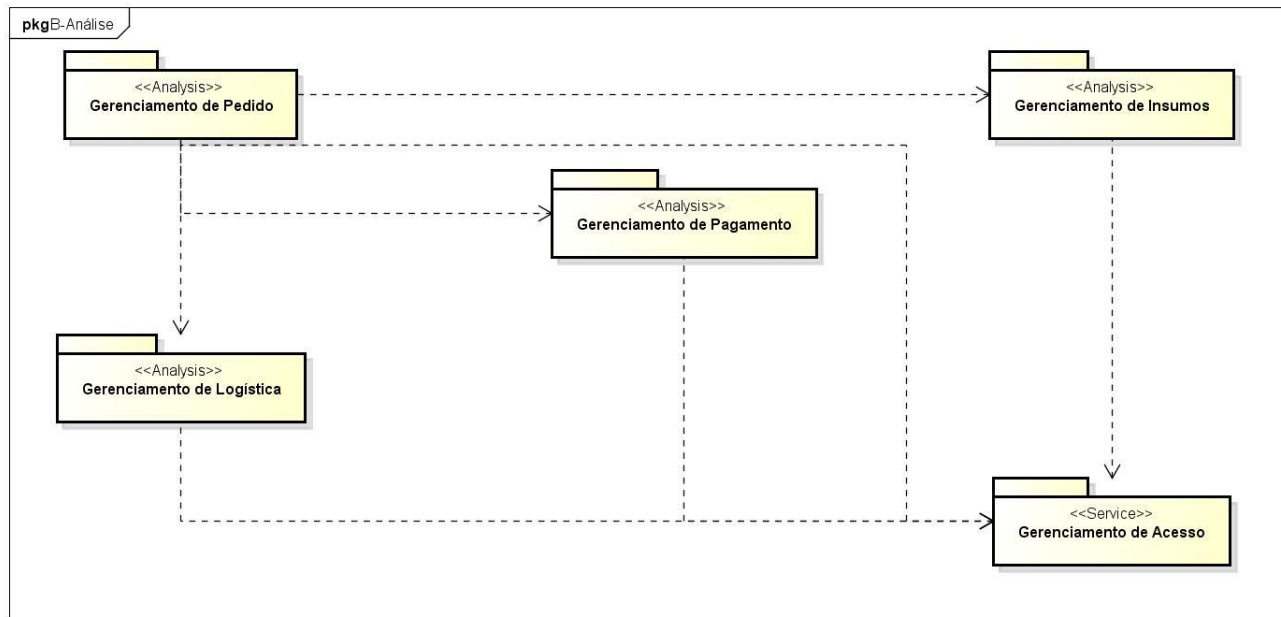 pkgB-Análise
<<Analysis>>
Gerenciamento de Pedido
<<Analysis>>
Gerenciamento de Insumos
<<Analysis>>
Gerenciamento de Pagamento
<<Analysis>>
Gerenciamento de Logística
<<Service>>
Gerenciamento de Acesso